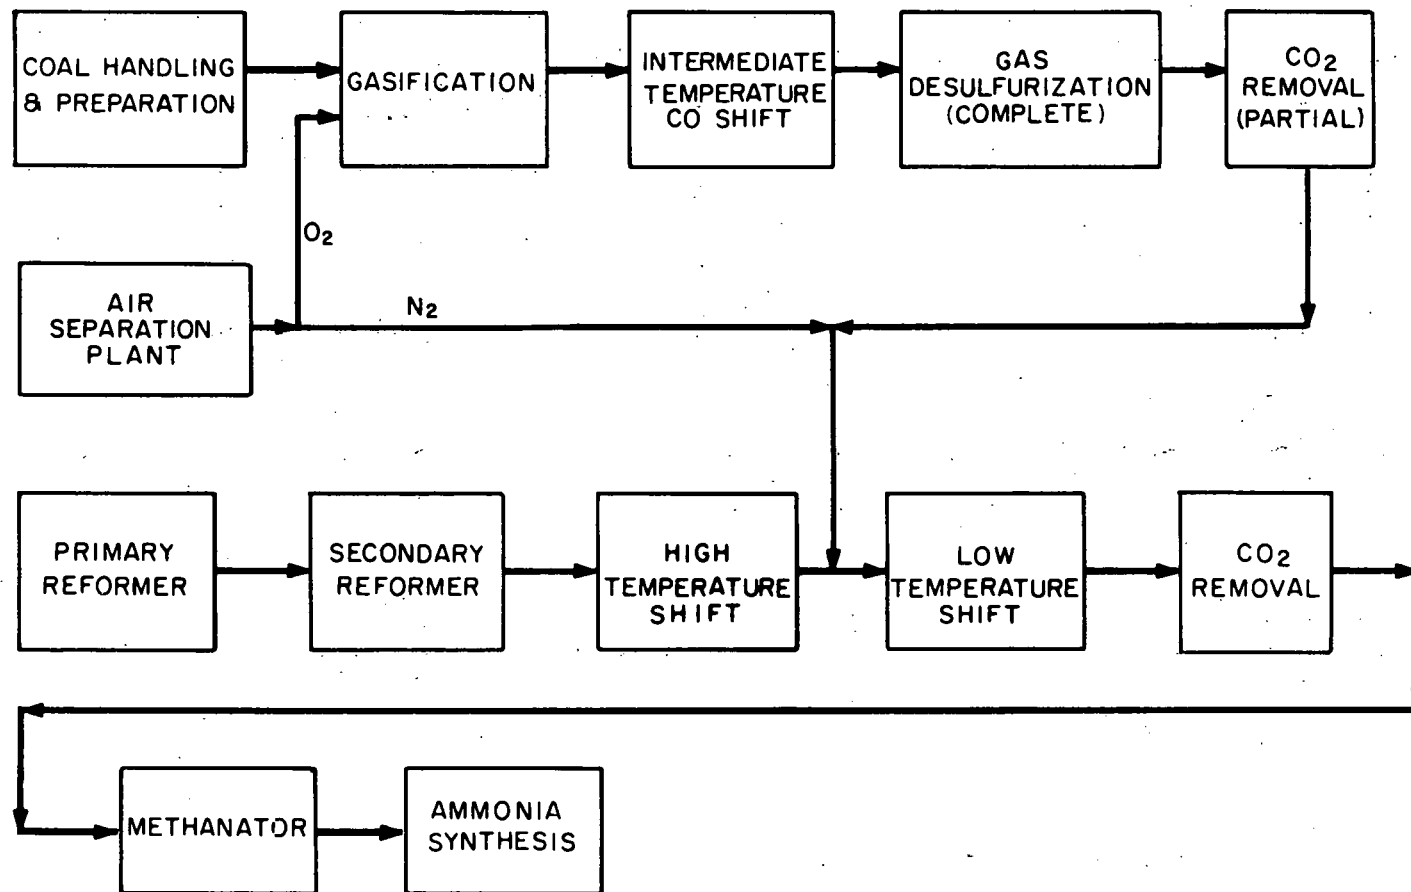 COAL HANDLING
& PREPARATION
GASIFICATION
INTERMEDIATE
TEMPERATURE
CO SHIFT
GAS
DESULFURIZATION
(COMPLETE)
CO2
REMOVAL
(PARTIAL)
O2
AIR
SEPARATION
PLANT
N2
PRIMARY
REFORMER
SECONDARY
REFORMER
HIGH
TEMPERATURE
SHIFT
LOW
TEMPERATURE
SHIFT
CO2
REMOVAL
METHANATOR
AMMONIA
SYNTHESIS